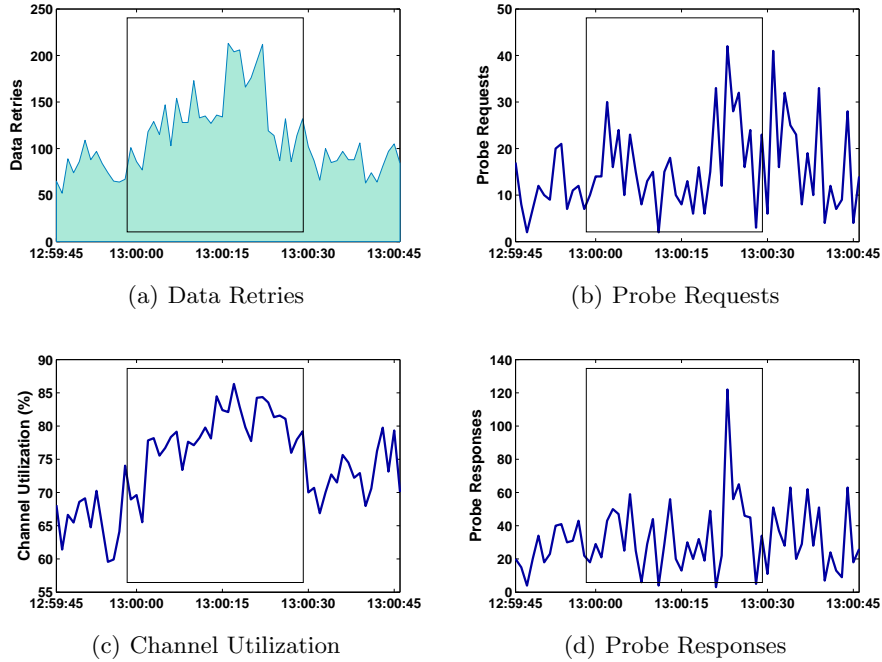 250
200
150
100
50
0
Data Retries
12:59:45 13:00:00 13:00:15 13:00:30 13:00:45
(a) Data Retries
50
40
30
20
10
0
Probe Requests
12:59:45 13:00:00 13:00:15 13:00:30 13:00:45
(b) Probe Requests
90
85
80
75
70
65
60
55
Channel Utilization (%)
12:59:45 13:00:00 13:00:15 13:00:30 13:00:45
(c) Channel Utilization
140
120
100
80
60
40
20
0
Probe Responses
12:59:45 13:00:00 13:00:15 13:00:30 13:00:45
(d) Probe Responses